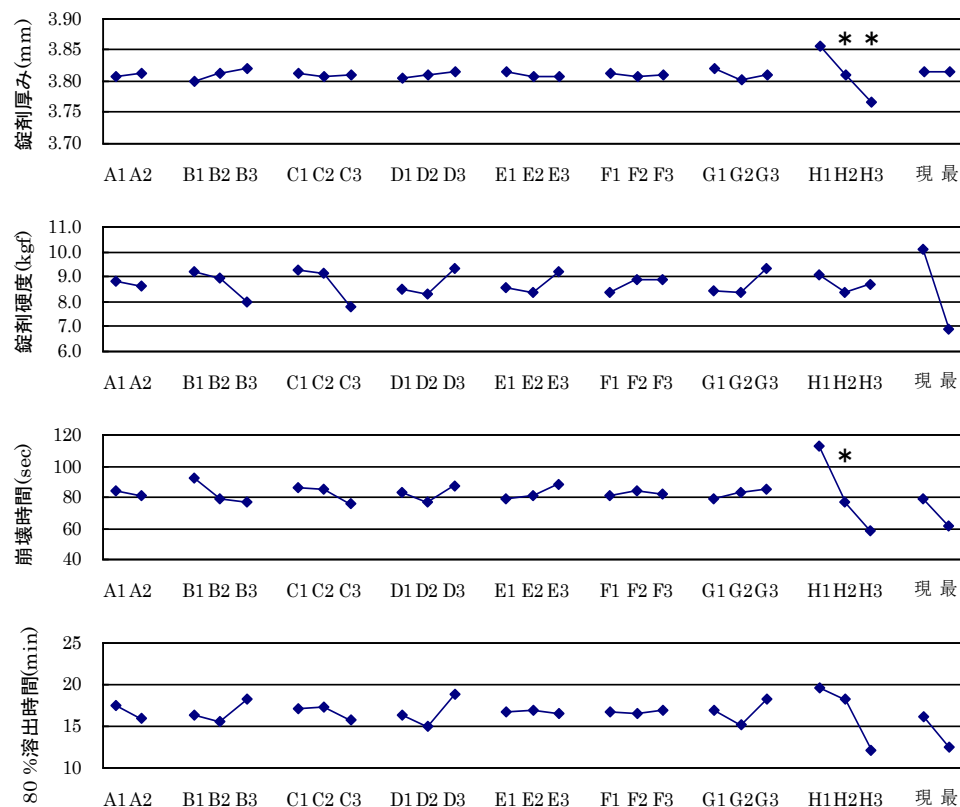 錠剤厚み(mm)
3.90
3.85
3.80
3.75
3.70
* *
A1 A2 B1 B2 B3 C1 C2 C3 D1 D2 D3 E1 E2 E3 F1 F2 F3 G1 G2 G3 H1 H2 H3 現 最
錠剤硬度(kgf)
11.0
10.0
9.0
8.0
7.0
6.0
A1 A2 B1 B2 B3 C1 C2 C3 D1 D2 D3 E1 E2 E3 F1 F2 F3 G1 G2 G3 H1 H2 H3 現 最
崩壊時間(sec)
120
100
80
60
40
*
A1 A2 B1 B2 B3 C1 C2 C3 D1 D2 D3 E1 E2 E3 F1 F2 F3 G1 G2 G3 H1 H2 H3 現 最
80 %溶出時間(min)
25
20
15
10
A1 A2 B1 B2 B3 C1 C2 C3 D1 D2 D3 E1 E2 E3 F1 F2 F3 G1 G2 G3 H1 H2 H3 現 最